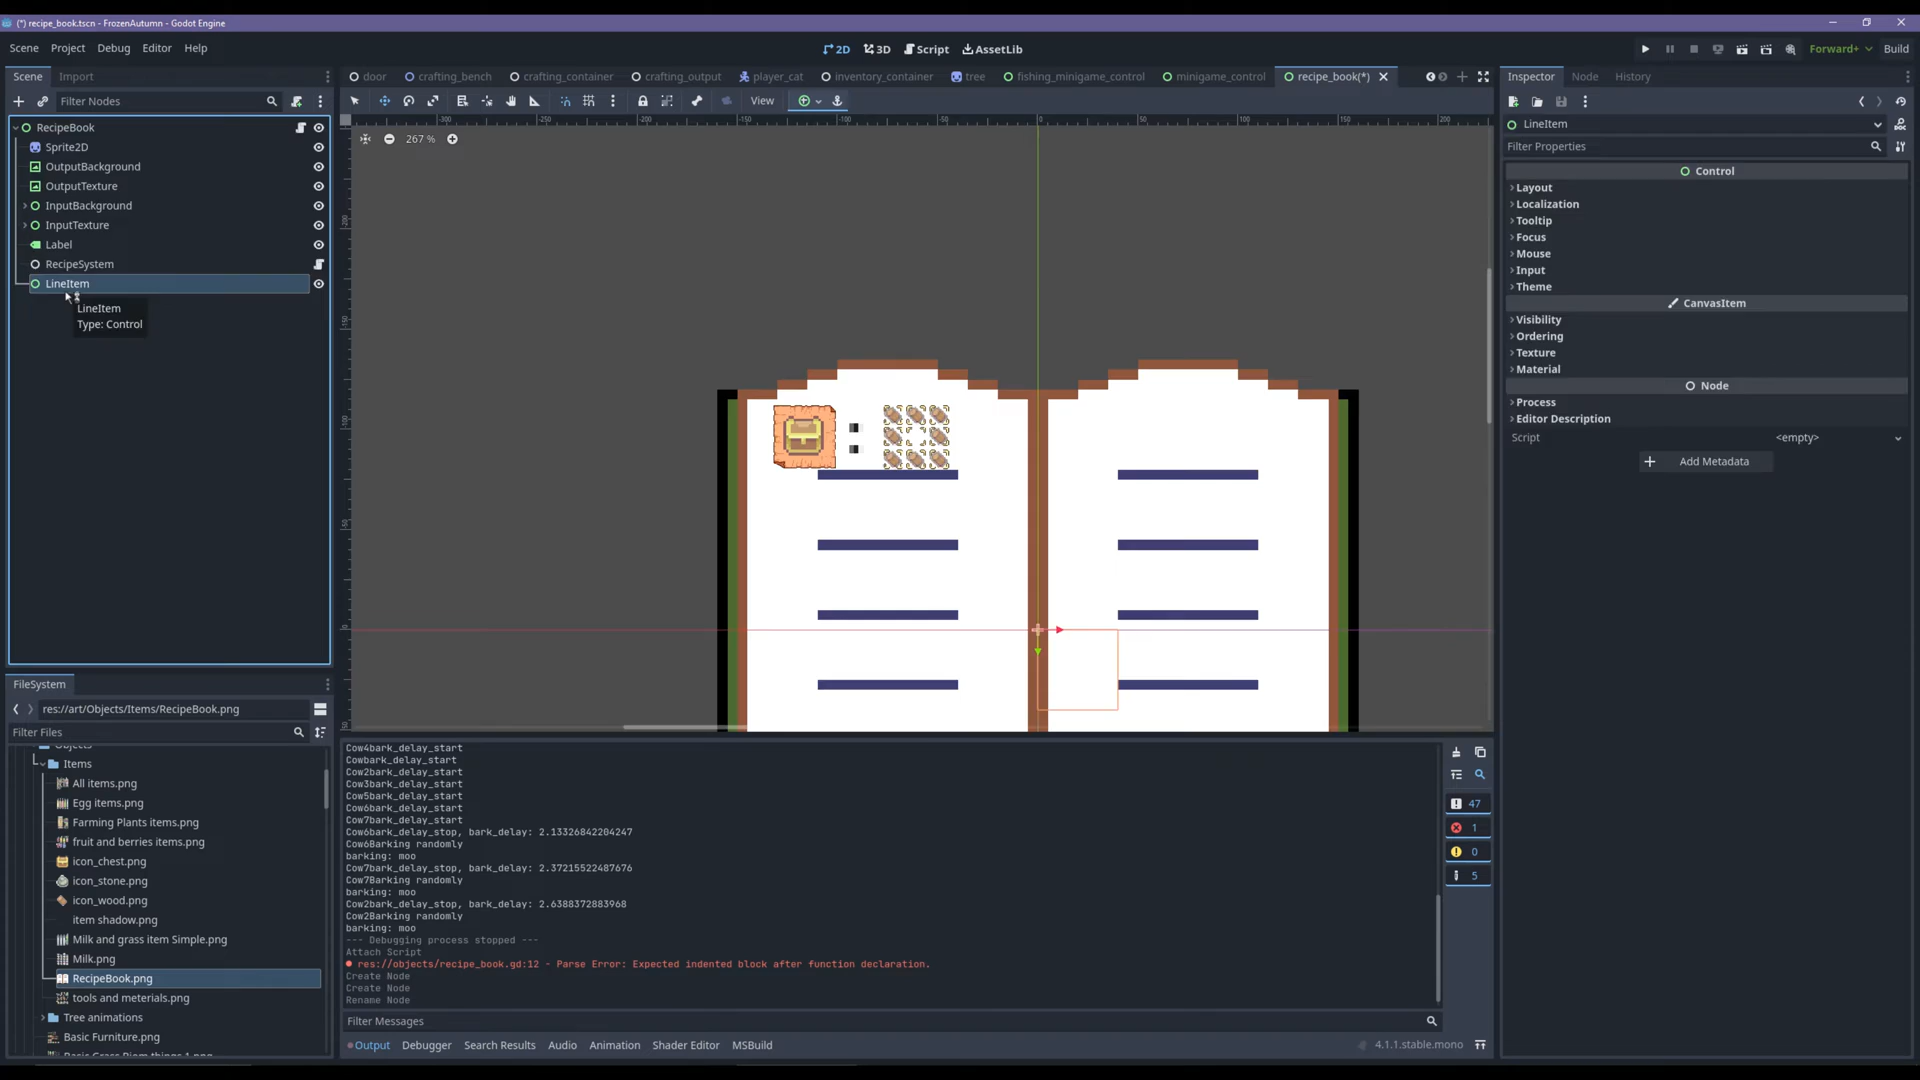 (*) recipe_book.tscn - FrozenAutumn - Godot Engine
Scene Project Debug Editor Help
2D 3D Script AssetLib
Forward+ Build
Scene Import
door crafting_bench crafting_container crafting_output player_cat inventory_container tree fishing_minigame_control minigame_control recipe_book(*)
Inspector Node History
Filter Nodes
View
LineItem
Filter Properties
267 %
RecipeBook
Sprite2D
OutputBackground
OutputTexture
InputBackground
InputTexture
Label
RecipeSystem
LineItem
LineItem
Type: Control
Control
Layout
Localization
Tooltip
Focus
Mouse
Input
Theme
CanvasItem
Visibility
Ordering
Texture
Material
Node
Process
Editor Description
Script <empty>
Add Metadata
FileSystem
res://art/Objects/Items/RecipeBook.png
Filter Files
Objects
Items
All items.png
Egg items.png
Farming Plants items.png
fruit and berries items.png
icon_chest.png
icon_stone.png
icon_wood.png
item shadow.png
Milk and grass item Simple.png
Milk.png
RecipeBook.png
tools and materials.png
Tree animations
Basic Furniture.png
Basic Grass Biom things 1.png
Cow4bark_delay_start
Cowbark_delay_start
Cow2bark_delay_start
Cow3bark_delay_start
Cow5bark_delay_start
Cow6bark_delay_start
Cow7bark_delay_start
Cow6bark_delay_stop, bark_delay: 2.13326842204247
Cow6Barking randomly
barking: moo
Cow7bark_delay_stop, bark_delay: 2.37215522487676
Cow7Barking randomly
barking: moo
Cow2bark_delay_stop, bark_delay: 2.6388372883968
Cow2Barking randomly
barking: moo
--- Debugging process stopped ---
Attach Script
res://objects/recipe_book.gd:12 - Parse Error: Expected indented block after function declaration.
Create Node
Create Node
Rename Node
47
1
0
5
Filter Messages
Output Debugger Search Results Audio Animation Shader Editor MSBuild
4.1.1.stable.mono